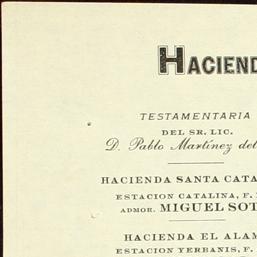 HACIEND
TESTAMENTARIA
DEL SR. LIC.
D. Pablo Martínez del
HACIENDA SANTA CATA
ESTACION CATALINA, F.
ADMOR. MIGUEL SOT
HACIENDA EL ALAM
ESTACION YERBANIS, F.